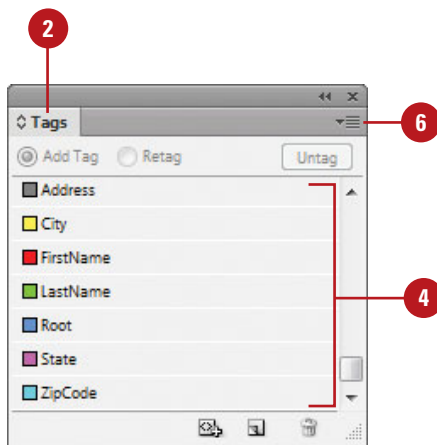 2
Tags
6
Add Tag Retag Untag
Address
City
FirstName
LastName
4
Root
State
ZipCode